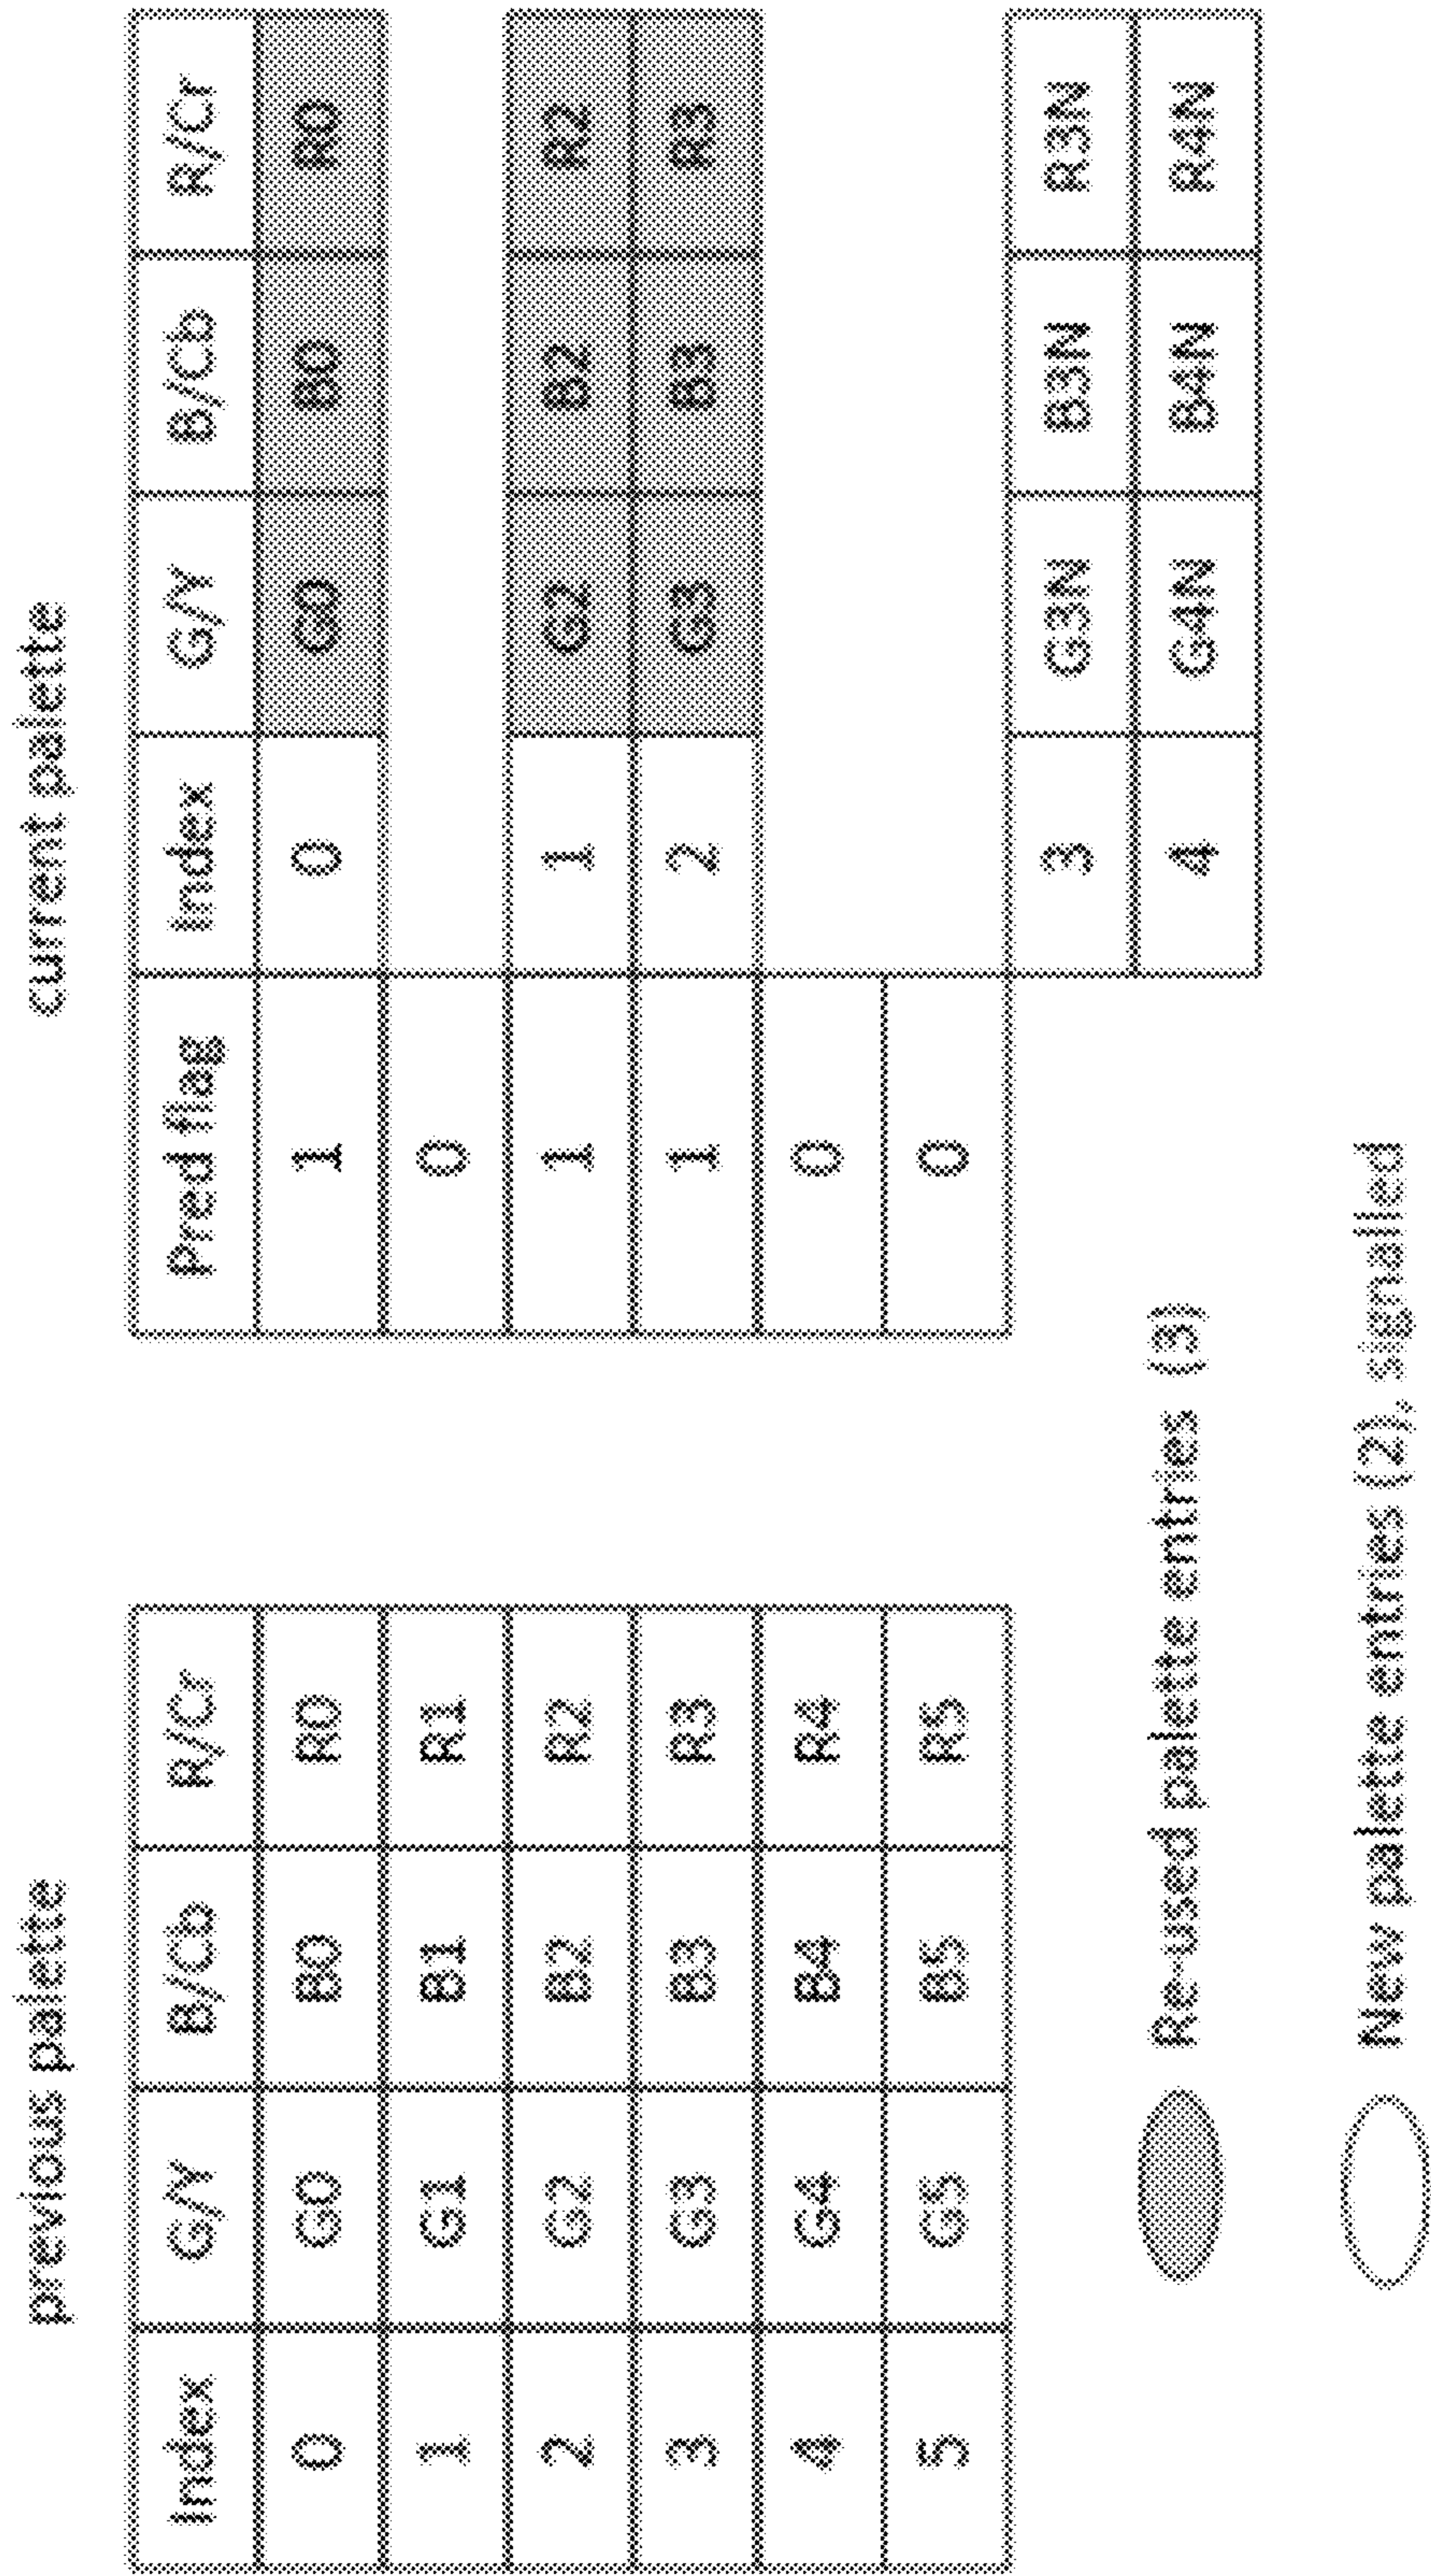 previous palette
Index G/Y B/Cb R/Cr
0 G0 B0 R0
1 G1 B1 R1
2 G2 B2 R2
3 G3 B3 R3
4 G4 B4 R4
5 G5 B5 R5
current palette
Pred flag Index G/Y B/Cb R/Cr
1 0 G0 B0 R0
0
1 1 G2 B2 R2
1 2 G3 B3 R3
0
0
3 G3N B3N R3N
4 G4N B4N R4N
Re-used palette entries (3)
New palette entries (2), signalled